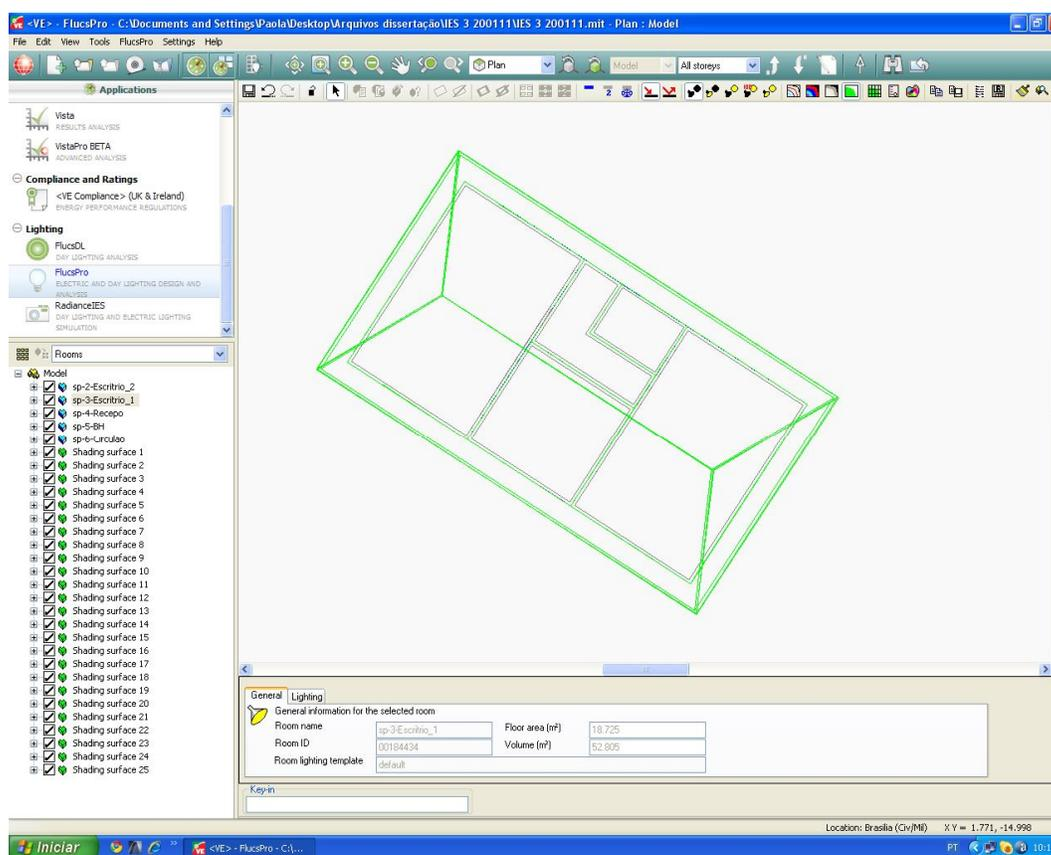 <VE> - FlucsPro - C:\Documents and Settings\Paola\Desktop\Arquivos dissertação\IES 3 200111\IES 3 200111.mit - Plan : Model
File Edit View Tools FlucsPro Settings Help
Plan Model All storeys
Applications
Vista
RESULTS ANALYSIS
VistaPro BETA
ADVANCED ANALYSIS
Compliance and Ratings
<VE Compliance> (UK & Ireland)
ENERGY PERFORMANCE REGULATIONS
Lighting
FlucsDL
DAY LIGHTING ANALYSIS
FlucsPro
ELECTRIC AND DAY LIGHTING DESIGN AND
ANALYSIS
RadianceIES
DAY LIGHTING AND ELECTRIC LIGHTING
SIMULATION
Rooms
Model
sp-2-Escritrio_2
sp-3-Escritrio_1
sp-4-Recepo
sp-5-BH
sp-6-Circulao
Shading surface 1
Shading surface 2
Shading surface 3
Shading surface 4
Shading surface 5
Shading surface 6
Shading surface 7
Shading surface 8
Shading surface 9
Shading surface 10
Shading surface 11
Shading surface 12
Shading surface 13
Shading surface 14
Shading surface 15
Shading surface 16
Shading surface 17
Shading surface 18
Shading surface 19
Shading surface 20
Shading surface 21
Shading surface 22
Shading surface 23
Shading surface 24
Shading surface 25
General Lighting
General information for the selected room
Room name sp-3-Escritrio_1 Floor area (m²) 18.725
Room ID 00184434 Volume (m³) 52.805
Room lighting template default
Key-in
Location: Brasilia (Civ/Mil) X Y = 1.771, -14.998
Iniciar <VE> - FlucsPro - C:\... PT 10:1